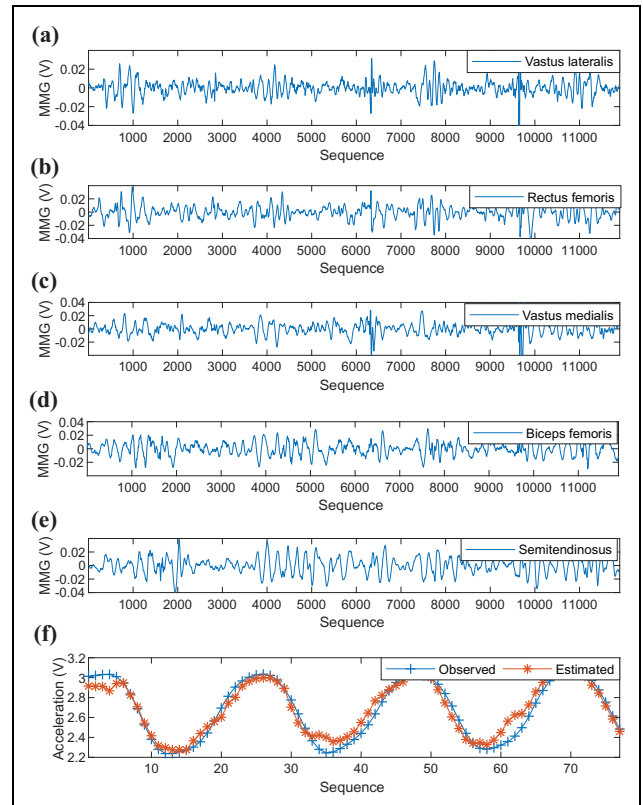 (a)
MMG (V)
0.02
0
-0.02
-0.04
Vastus lateralis
1000 2000 3000 4000 5000 6000 7000 8000 9000 10000 11000
Sequence
(b)
MMG (V)
0.02
0
-0.02
-0.04
Rectus femoris
1000 2000 3000 4000 5000 6000 7000 8000 9000 10000 11000
Sequence
(c)
MMG (V)
0.04
0.02
0
-0.02
Vastus medialis
1000 2000 3000 4000 5000 6000 7000 8000 9000 10000 11000
Sequence
(d)
MMG (V)
0.04
0.02
0
-0.02
Biceps femoris
1000 2000 3000 4000 5000 6000 7000 8000 9000 10000 11000
Sequence
(e)
MMG (V)
0.02
0
-0.02
-0.04
Semitendinosus
1000 2000 3000 4000 5000 6000 7000 8000 9000 10000 11000
Sequence
(f)
Acceleration (V)
3.2
3
2.8
2.6
2.4
2.2
Observed Estimated
10 20 30 40 50 60 70
Sequence